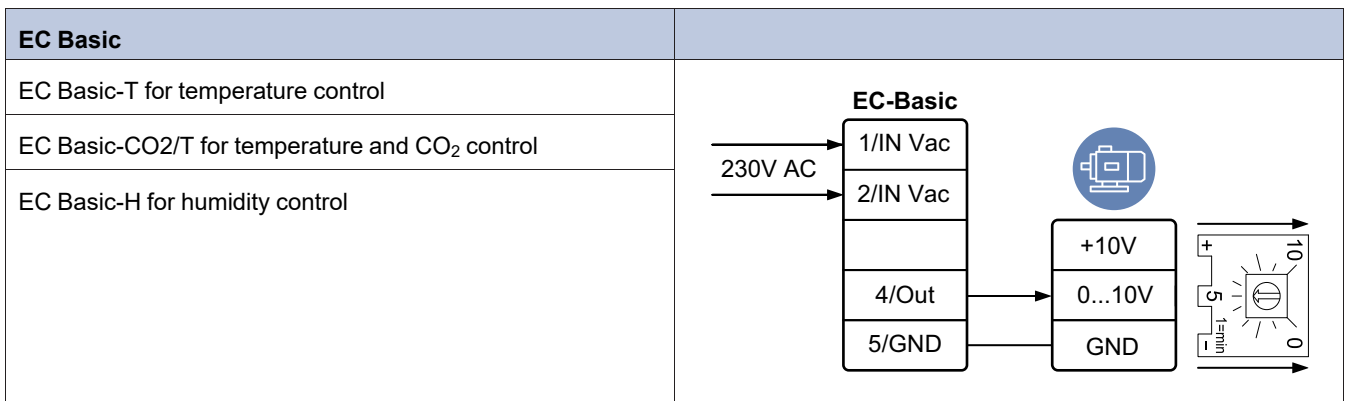 EC Basic
EC Basic-T for temperature control
EC Basic-CO2/T for temperature and CO₂ control
EC Basic-H for humidity control
EC-Basic
230V AC
1/IN Vac
2/IN Vac
4/Out
5/GND
+10V
0...10V
GND
+
10
5
1=min
-
0